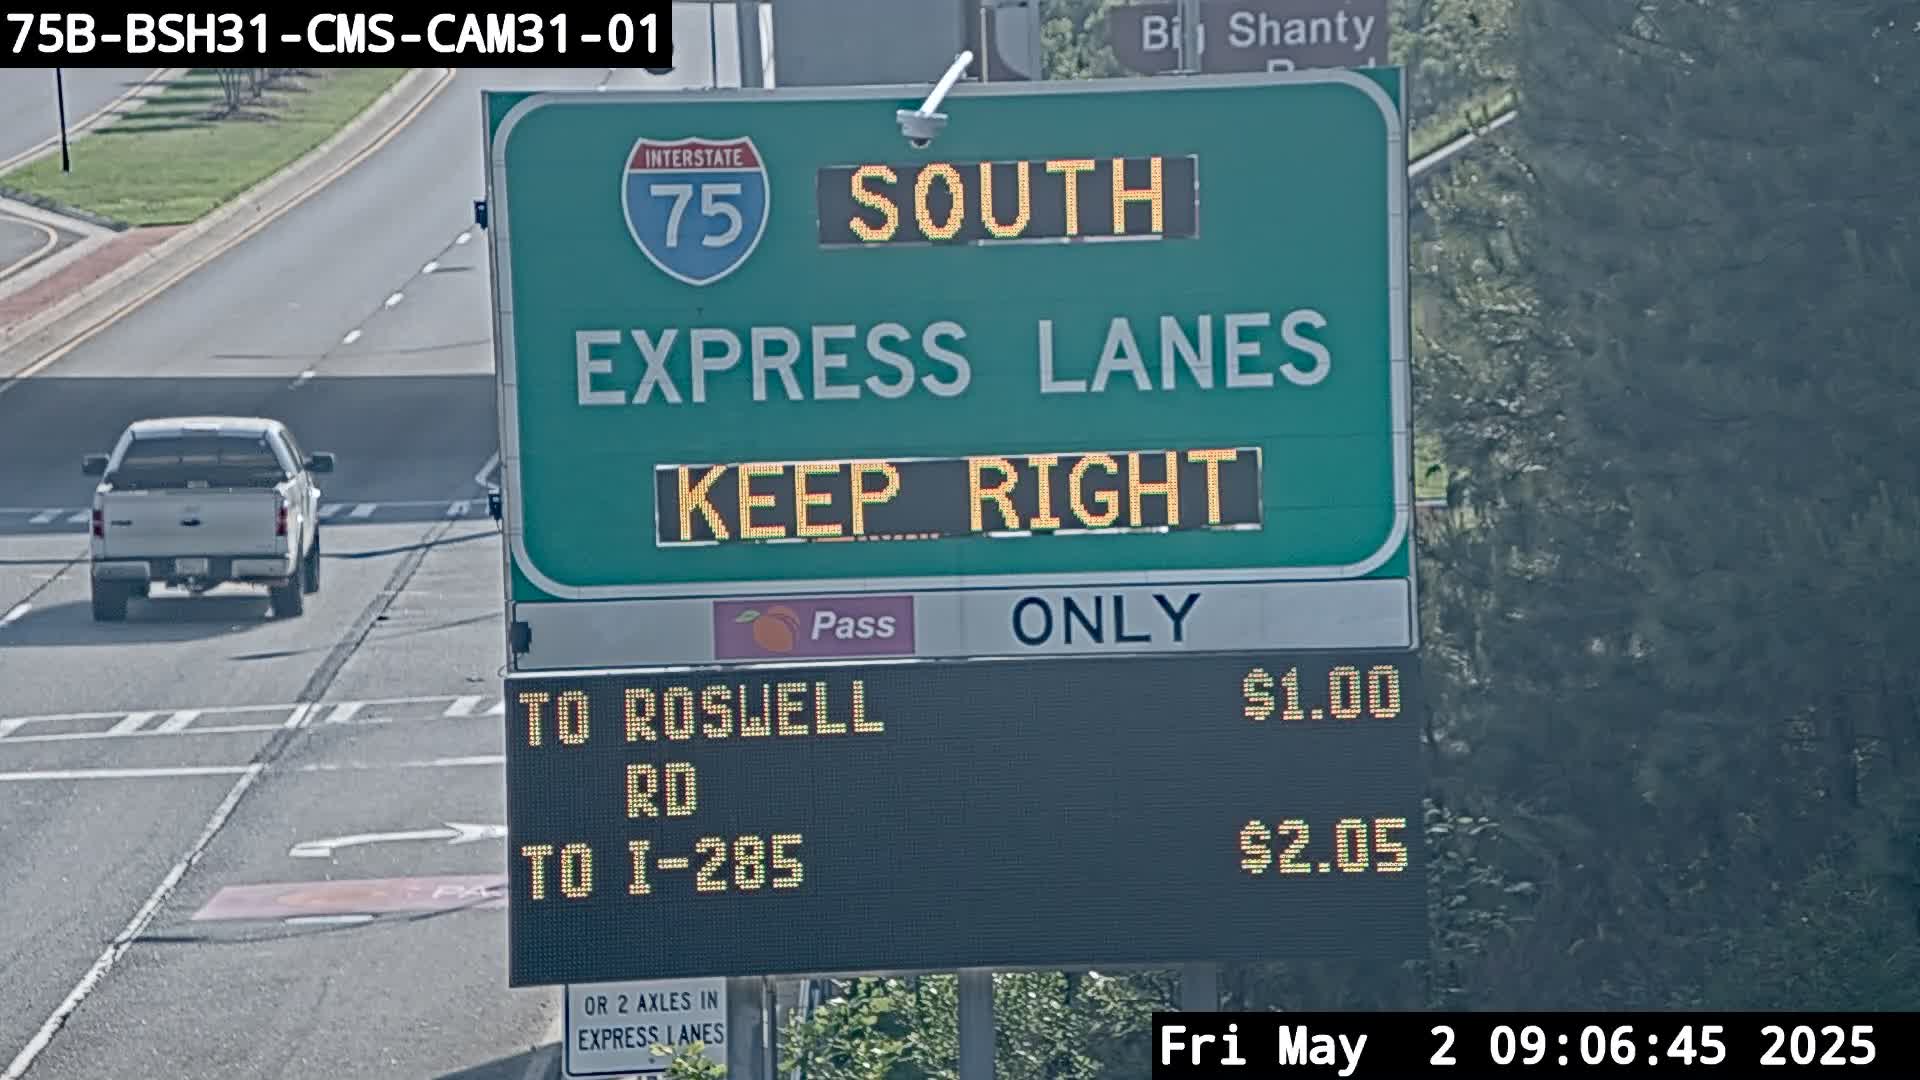 75B-BSH31-CMS-CAM31-01
Big Shanty
Road
INTERSTATE
75
SOUTH
EXPRESS LANES
KEEP RIGHT
Pass ONLY
TO ROSWELL $1.00
RD
TO I-285 $2.05
PA
OR 2 AXLES IN
EXPRESS LANES
Fri May 2 09:06:45 2025